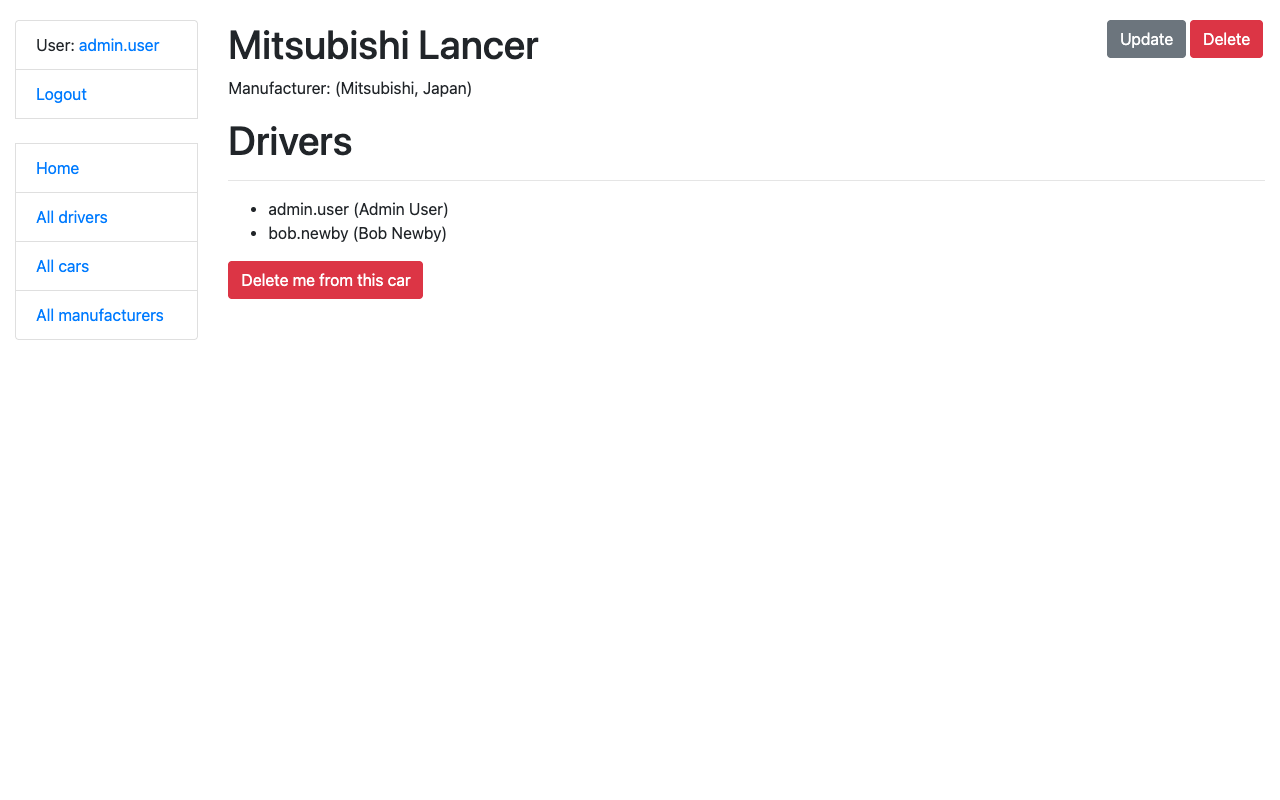 User: admin.user
Logout
Home
All drivers
All cars
All manufacturers
Mitsubishi Lancer
Update
Delete
Manufacturer: (Mitsubishi, Japan)
Drivers
admin.user (Admin User)
bob.newby (Bob Newby)
Delete me from this car